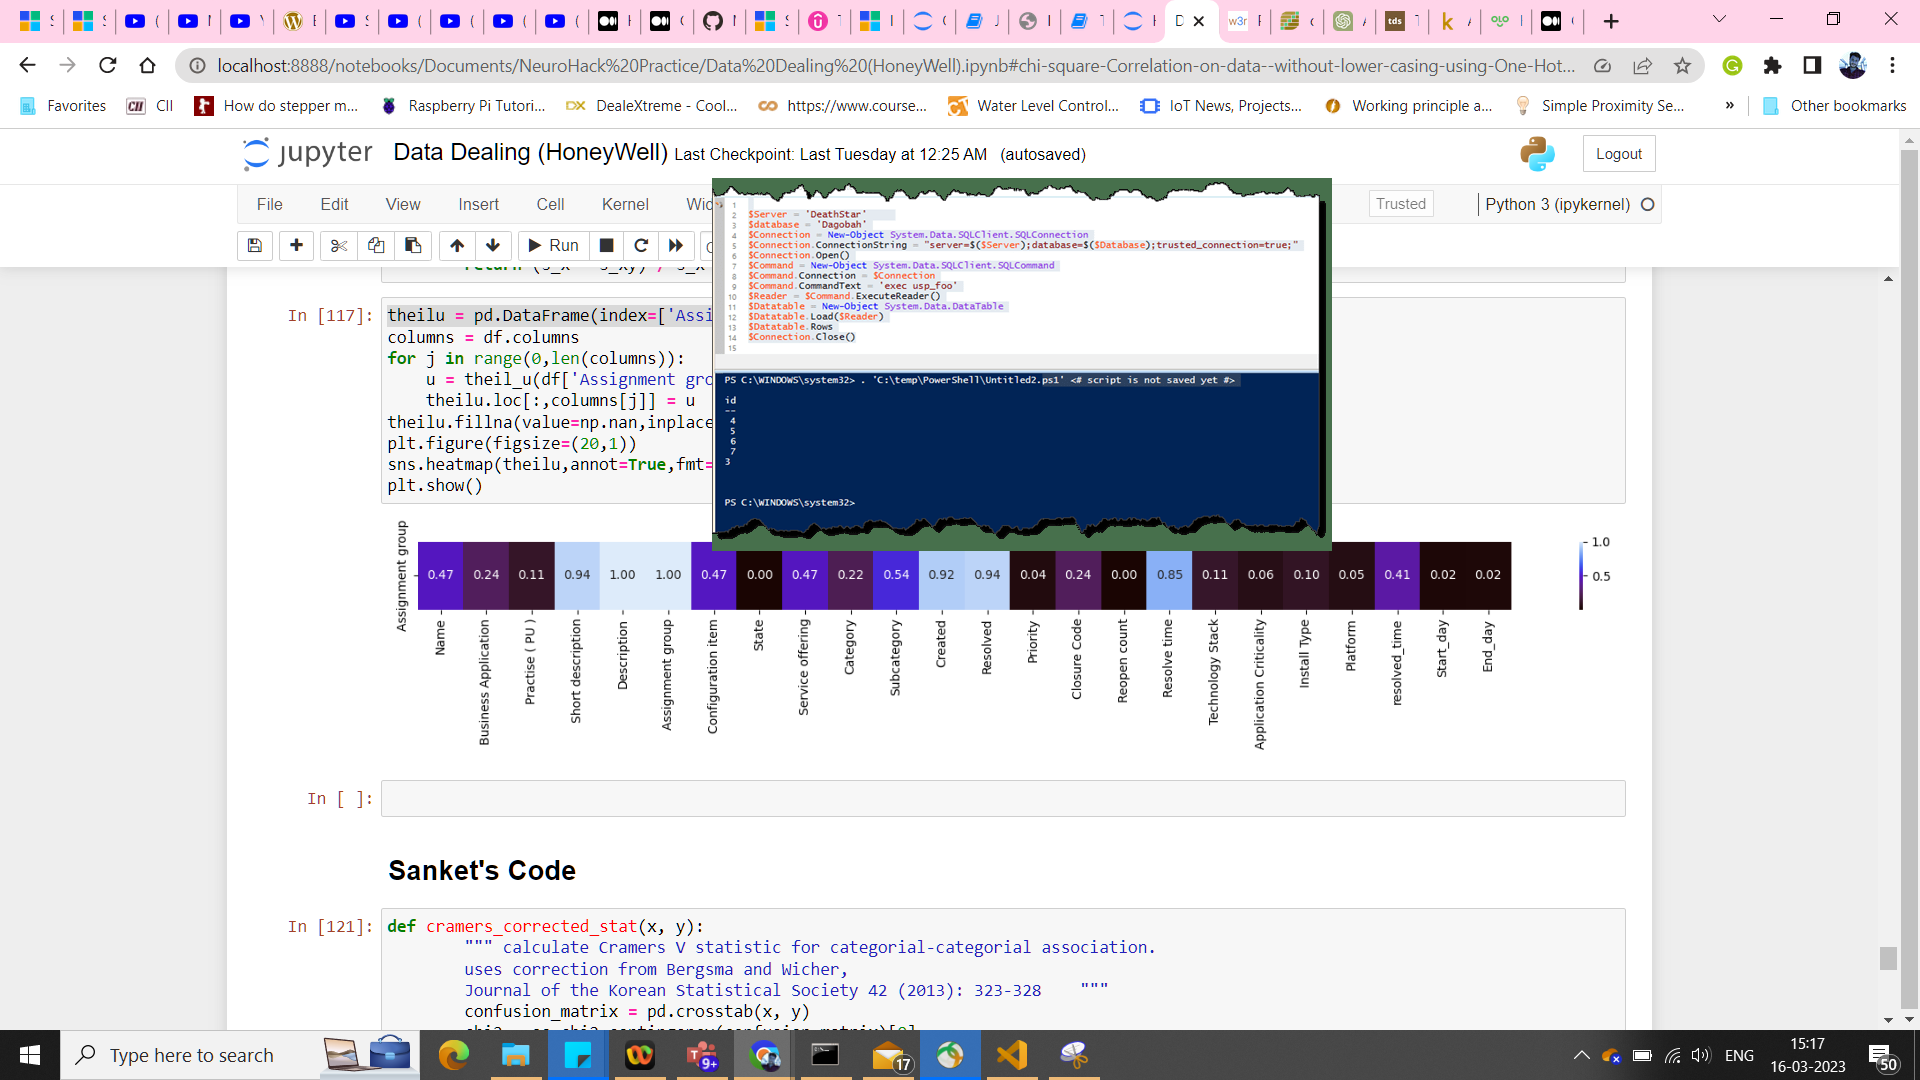 localhost:8888/notebooks/Documents/NeuroHack%20Practice/Data%20Dealing%20(HoneyWell).ipynb#chi-square-Correlation-on-data--without-lower-casing-using-One-Hot...
Favorites CII How do stepper m... Raspberry Pi Tutori... DealeXtreme - Cool... https://www.course... Water Level Control... IoT News, Projects... Working principle a... Simple Proximity Se... » Other bookmarks
jupyter Data Dealing (HoneyWell) Last Checkpoint: Last Tuesday at 12:25 AM (autosaved) Logout
File Edit View Insert Cell Kernel Wid Trusted Python 3 (ipykernel)
Run
In [117]: theilu = pd.DataFrame(index=['Assi
columns = df.columns
for j in range(0,len(columns)):
u = theil_u(df['Assignment gro
theilu.loc[:,columns[j]] = u
theilu.fillna(value=np.nan,inplace
plt.figure(figsize=(20,1))
sns.heatmap(theilu,annot=True,fmt=
plt.show()
1
2 $Server = 'DeathStar'
3 $database = 'Dagobah'
4 $Connection = New-Object System.Data.SQLClient.SQLConnection
5 $Connection.ConnectionString = "server=$($Server);database=$($Database);trusted_connection=true;"
6 $Connection.Open()
7 $Command = New-Object System.Data.SQLClient.SQLCommand
8 $Command.Connection = $Connection
9 $Command.CommandText = 'exec usp_foo'
10 $Reader = $Command.ExecuteReader()
11 $Datatable = New-Object System.Data.DataTable
12 $Datatable.Load($Reader)
13 $Datatable.Rows
14 $Connection.Close()
15
PS C:\WINDOWS\system32> . 'C:\temp\PowerShell\Untitled2.ps1' <# script is not saved yet #>
id
--
4
5
6
7
3
PS C:\WINDOWS\system32>
Assignment group
0.47 0.24 0.11 0.94 1.00 1.00 0.47 0.00 0.47 0.22 0.54 0.92 0.94 0.04 0.24 0.00 0.85 0.11 0.06 0.10 0.05 0.41 0.02 0.02
1.0
0.5
Name
Business Application
Practise ( PU )
Short description
Description
Assignment group
Configuration item
State
Service offering
Category
Subcategory
Created
Resolved
Priority
Closure Code
Reopen count
Resolve time
Technology Stack
Application Criticality
Install Type
Platform
resolved_time
Start_day
End_day
In [ ]:
Sanket's Code
In [121]: def cramers_corrected_stat(x, y):
""" calculate Cramers V statistic for categorial-categorial association.
uses correction from Bergsma and Wicher,
Journal of the Korean Statistical Society 42 (2013): 323-328 """
confusion_matrix = pd.crosstab(x, y)
Type here to search
9+
17
ENG
15:17
16-03-2023
50